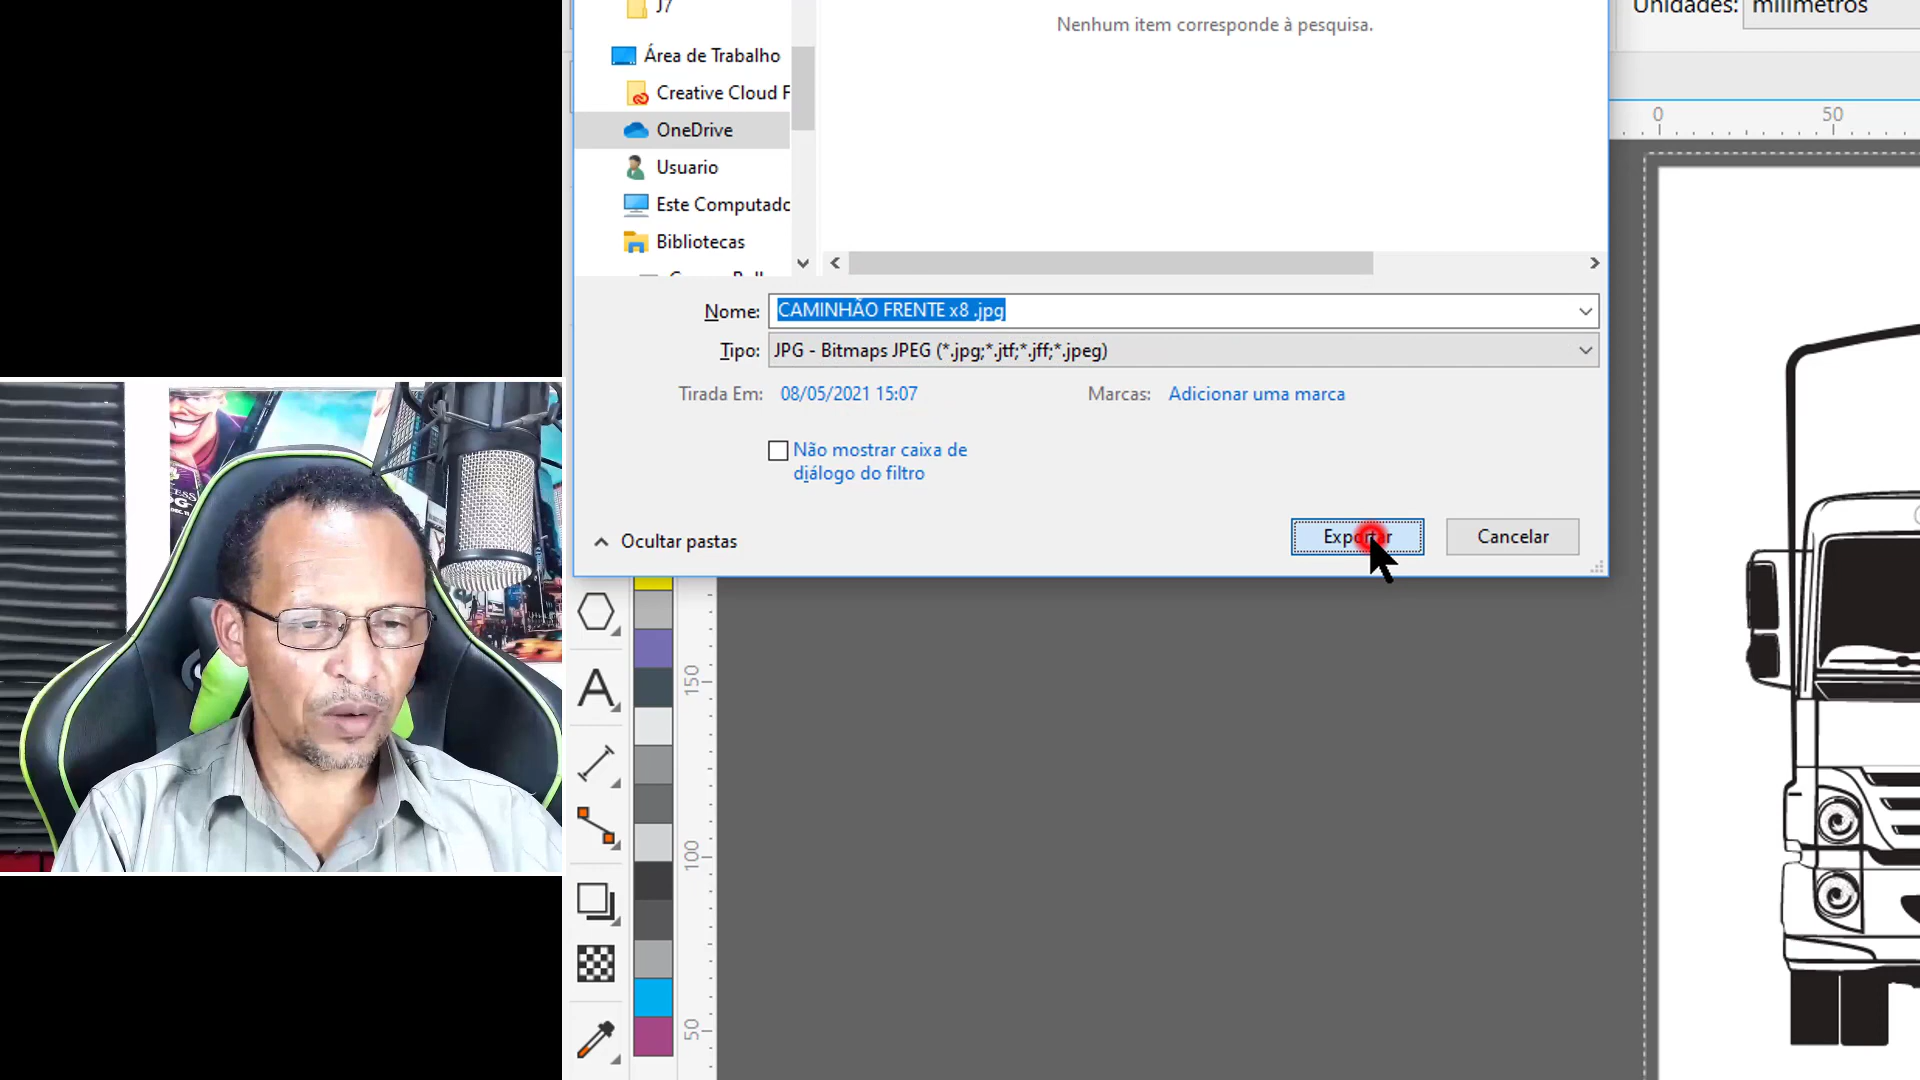 J7
Nenhum item corresponde à pesquisa.
Unidades: milímetros
Área de Trabalho
Creative Cloud F
OneDrive
Usuario
Este Computado
Bibliotecas
0 50
Nome: CAMINHÃO FRENTE x8 .jpg
Tipo: JPG - Bitmaps JPEG (*.jpg;*.jtf;*.jff;*.jpeg)
Tirada Em: 08/05/2021 15:07 Marcas: Adicionar uma marca
Não mostrar caixa de
diálogo do filtro
Ocultar pastas
Exportar
Cancelar
150
100
50